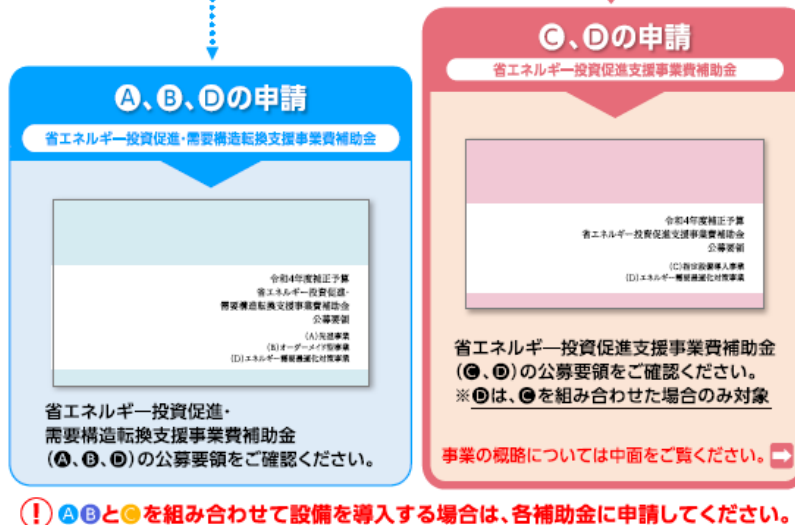 Ⓐ、Ⓑ、Ⓓの申請
省エネルギー投資促進・需要構造転換支援事業費補助金
令和4年度補正予算
省エネルギー投資促進・
需要構造転換支援事業費補助金
公募要領
(A)先進事業
(B)オーダーメイド型事業
(D)エネルギー需要最適化対策事業
省エネルギー投資促進・
需要構造転換支援事業費補助金
(Ⓐ、Ⓑ、Ⓓ)の公募要領をご確認ください。
Ⓒ、Ⓓの申請
省エネルギー投資促進支援事業費補助金
令和4年度補正予算
省エネルギー投資促進支援事業費補助金
公募要領
(C)指定設備導入事業
(D)エネルギー需要最適化対策事業
省エネルギー投資促進支援事業費補助金
(Ⓒ、Ⓓ)の公募要領をご確認ください。
※Ⓓは、Ⓒを組み合わせた場合のみ対象
事業の概略については中面をご覧ください。
! ⒶⒷとⒸを組み合わせて設備を導入する場合は、各補助金に申請してください。